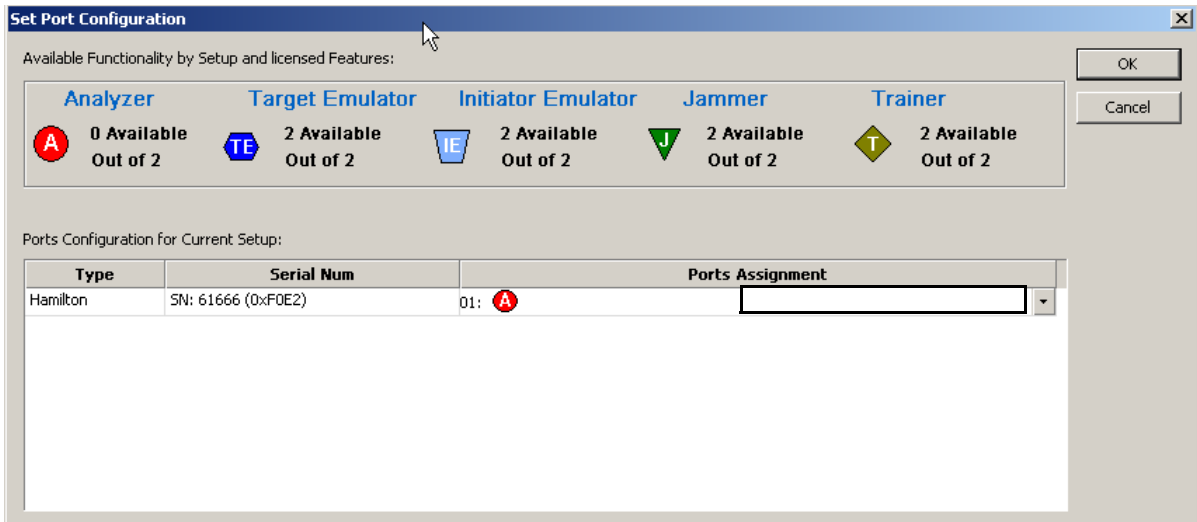 Set Port Configuration
Available Functionality by Setup and licensed Features:
OK
Cancel
Analyzer
A
0 Available
Out of 2
Target Emulator
TE
2 Available
Out of 2
Initiator Emulator
IE
2 Available
Out of 2
Jammer
J
2 Available
Out of 2
Trainer
T
2 Available
Out of 2
Ports Configuration for Current Setup:
Type Serial Num Ports Assignment
Hamilton SN: 61666 (0xF0E2) 01: A